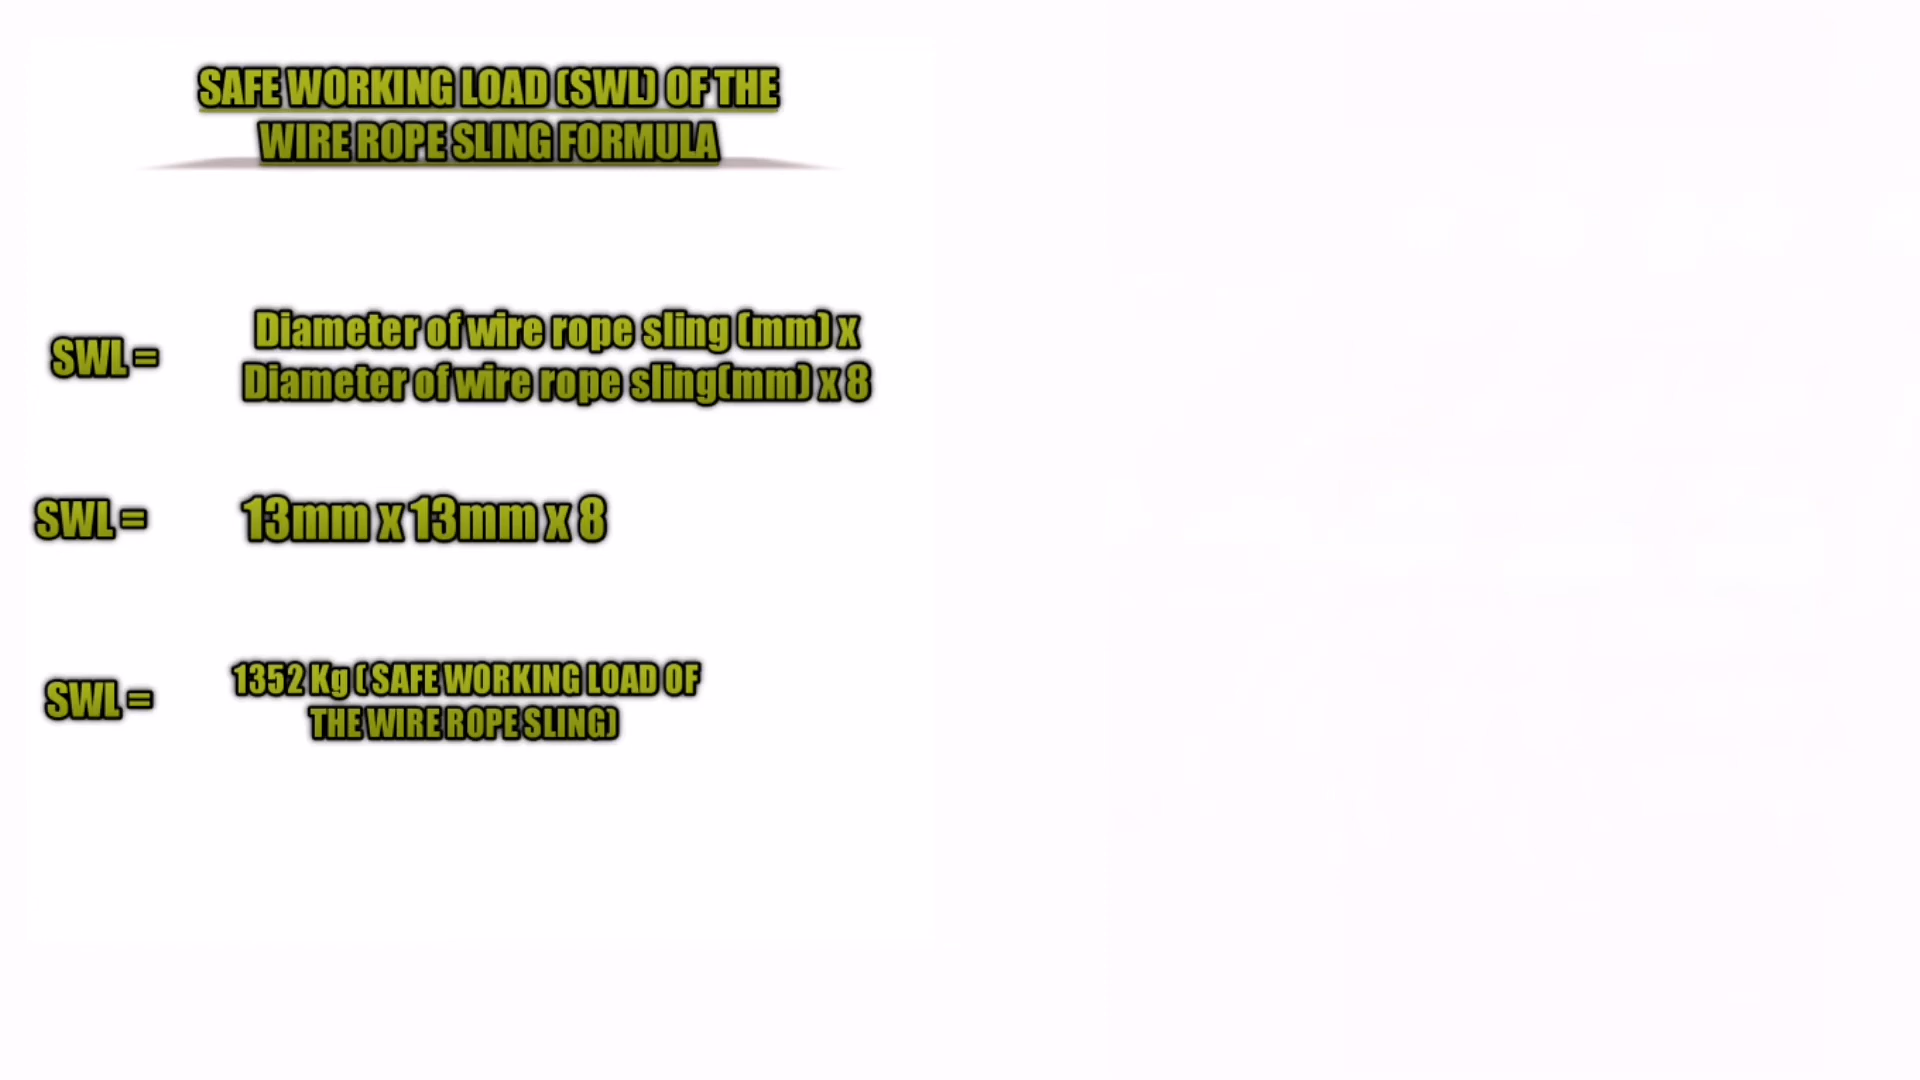 SAFE WORKING LOAD (SWL) OF THE
WIRE ROPE SLING FORMULA
SWL =
Diameter of wire rope sling (mm) x
Diameter of wire rope sling(mm) x 8
SWL =
13mm x 13mm x 8
SWL =
1352 Kg ( SAFE WORKING LOAD OF
THE WIRE ROPE SLING)